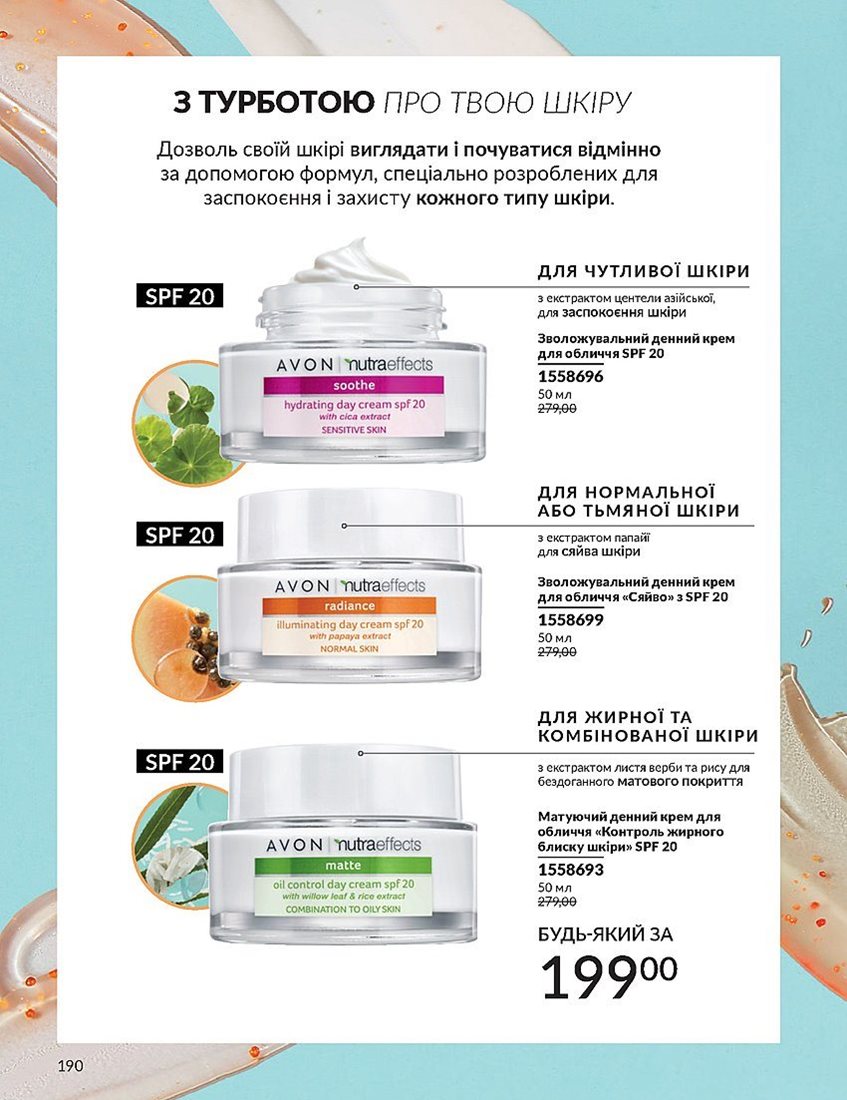 З ТУРБОТОЮ ПРО ТВОЮ ШКІРУ
Дозволь своїй шкірі виглядати і почуватися відмінно
за допомогою формул, спеціально розроблених для
заспокоєння і захисту кожного типу шкіри.
SPF 20
AVON nutraeffects
soothe
hydrating day cream spf 20
with cica extract
SENSITIVE SKIN
ДЛЯ ЧУТЛИВОЇ ШКІРИ
з екстрактом центели азійської,
для заспокоєння шкіри
Зволожувальний денний крем
для обличчя SPF 20
1558696
50 мл
279,00
SPF 20
AVON nutraeffects
radiance
illuminating day cream spf 20
with papaya extract
NORMAL SKIN
ДЛЯ НОРМАЛЬНОЇ
АБО ТЬМЯНОЇ ШКІРИ
з екстрактом папайї
для сяйва шкіри
Зволожувальний денний крем
для обличчя «Сяйво» з SPF 20
1558699
50 мл
279,00
SPF 20
AVON nutraeffects
matte
oil control day cream spf 20
with willow leaf & rice extract
COMBINATION TO OILY SKIN
ДЛЯ ЖИРНОЇ ТА
КОМБІНОВАНОЇ ШКІРИ
з екстрактом листя верби та рису для
бездоганного матового покриття
Матуючий денний крем для
обличчя «Контроль жирного
блиску шкіри» SPF 20
1558693
50 мл
279,00
БУДЬ-ЯКИЙ ЗА
19900
190